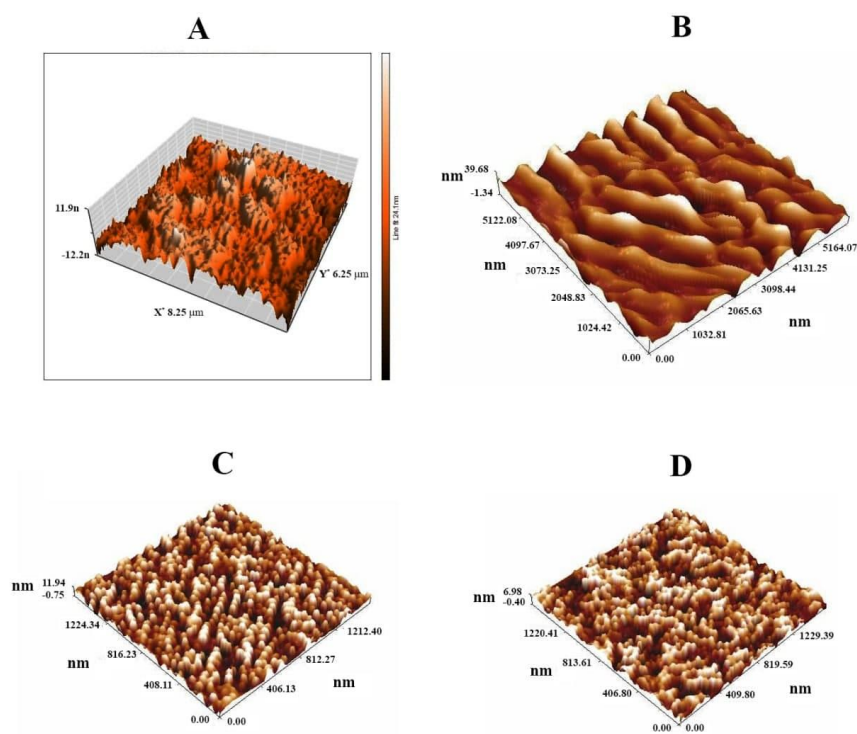 A
11.9n
-12.2n
X* 8.25 µm
Y* 6.25 µm
Line fit 24.1nm
B
nm
39.68
-1.34
5122.08
4097.67
3073.25
2048.83
1024.42
0.00
nm
0.00
1032.81
2065.63
3098.44
4131.25
5164.07
nm
C
nm
11.94
-0.75
1224.34
816.23
408.11
0.00
nm
0.00
406.13
812.27
1212.40
nm
D
nm
6.98
-0.40
1220.41
813.61
406.80
0.00
nm
0.00
409.80
819.59
1229.39
nm